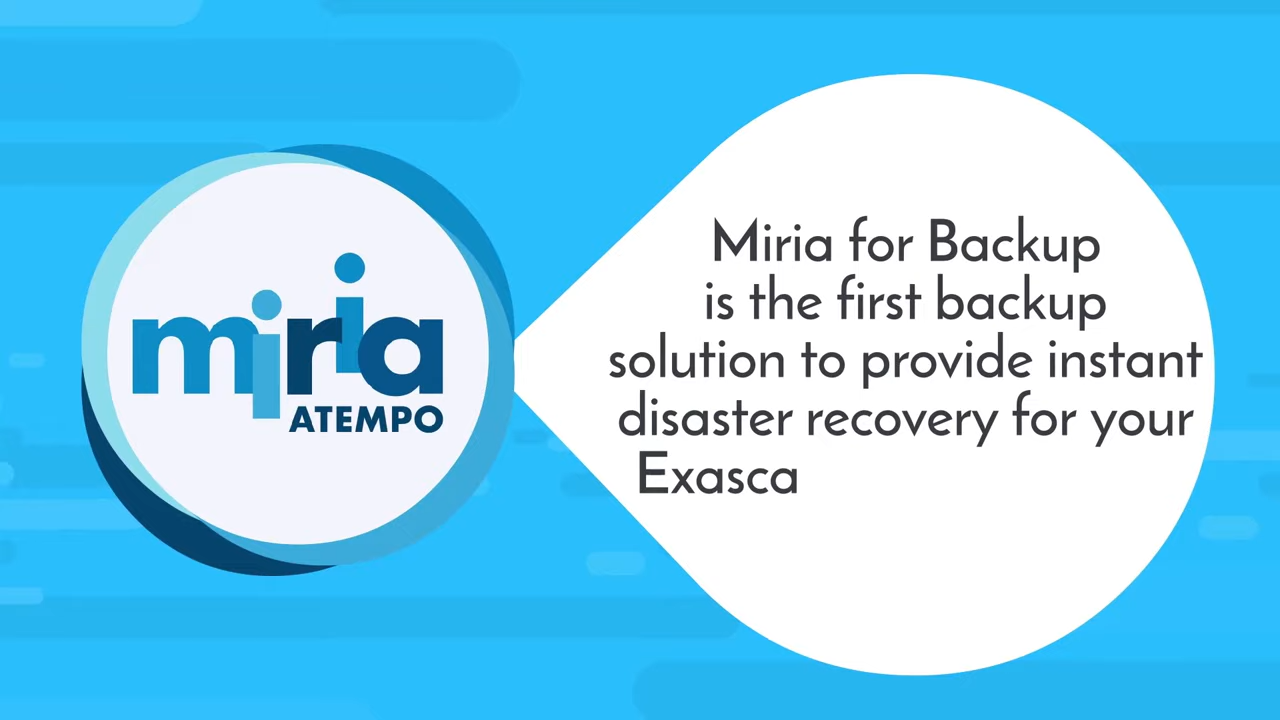 miria
ATEMPO
Miria for Backup
is the first backup
solution to provide instant
disaster recovery for your
Exasca